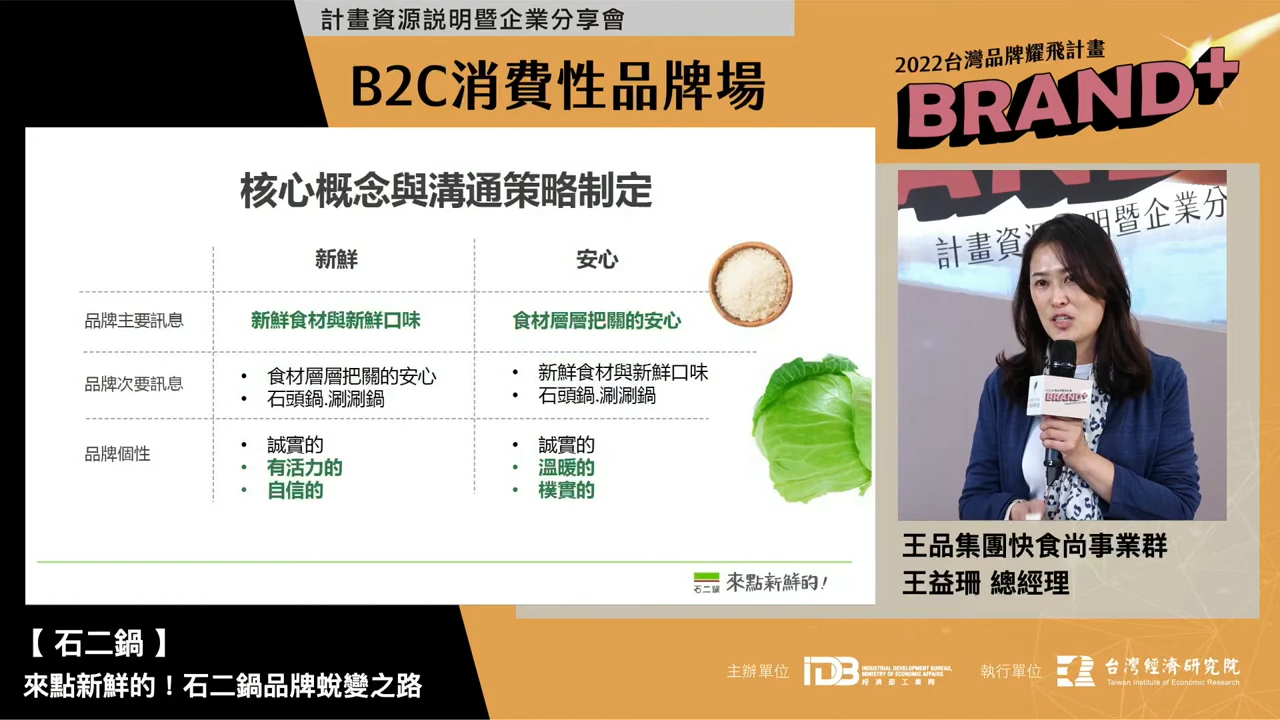 計畫資源說明暨企業分享會
B2C消費性品牌場
2022台灣品牌耀飛計畫
BRAND+
核心概念與溝通策略制定
新鮮
安心
品牌主要訊息
新鮮食材與新鮮口味
食材層層把關的安心
品牌次要訊息
• 食材層層把關的安心
• 石頭鍋.涮涮鍋
• 新鮮食材與新鮮口味
• 石頭鍋.涮涮鍋
品牌個性
• 誠實的
• 有活力的
• 自信的
• 誠實的
• 溫暖的
• 樸實的
石二鍋 來點新鮮的!
計畫資源 明暨企業分
BRAND+
王品集團快食尚事業群
王益珊 總經理
【 石二鍋 】
來點新鮮的！石二鍋品牌蛻變之路
主辦單位
IDB
INDUSTRIAL DEVELOPMENT BUREAU,
MINISTRY OF ECONOMIC AFFAIRS
經濟部工業局
執行單位
台灣經濟研究院
Taiwan Institute of Economic Research